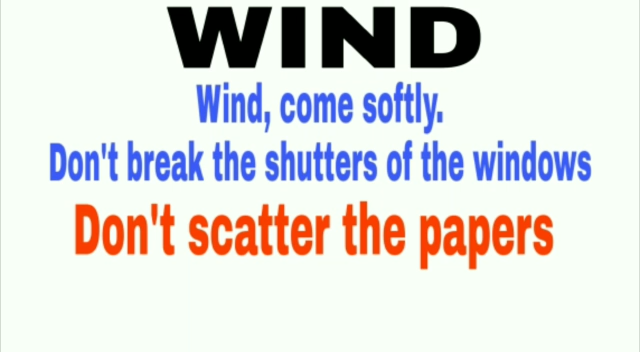 WIND
Wind, come softly.
Don't break the shutters of the windows
Don't scatter the papers